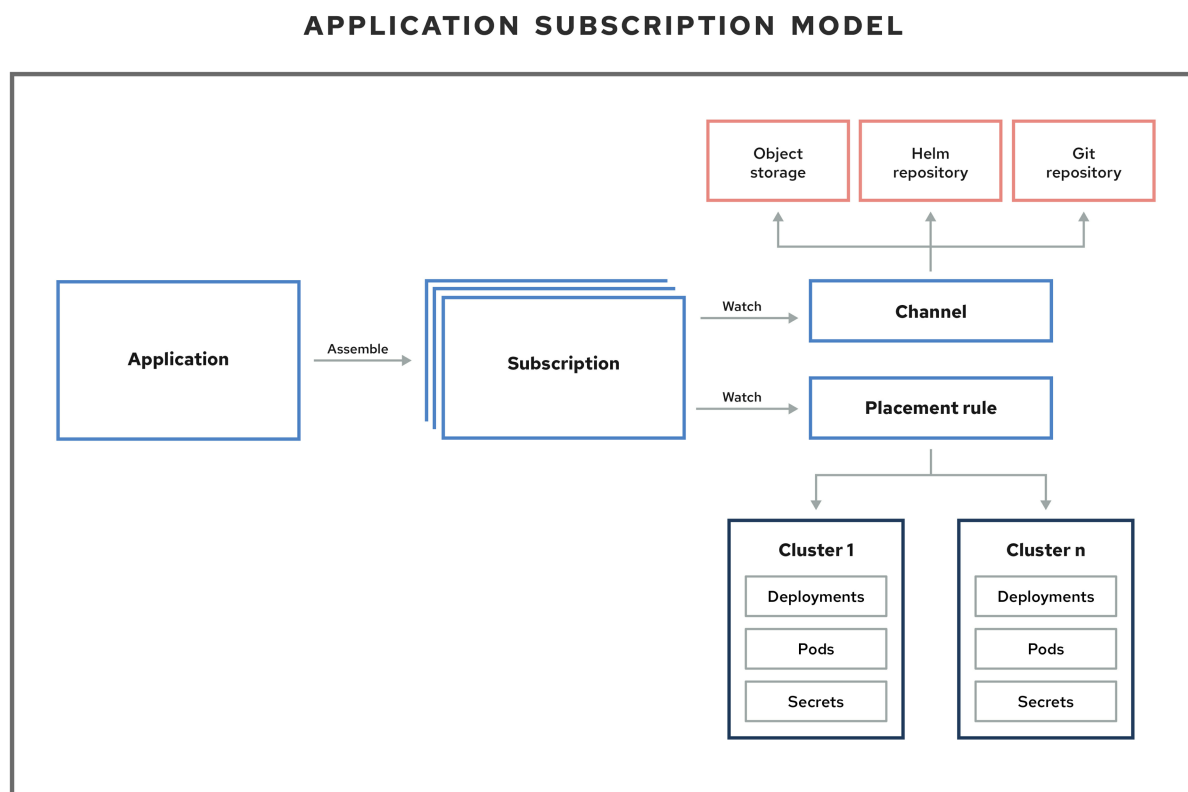 APPLICATION SUBSCRIPTION MODEL
Object
storage
Helm
repository
Git
repository
Application
Assemble
Subscription
Watch
Channel
Watch
Placement rule
Cluster 1
Deployments
Pods
Secrets
Cluster n
Deployments
Pods
Secrets